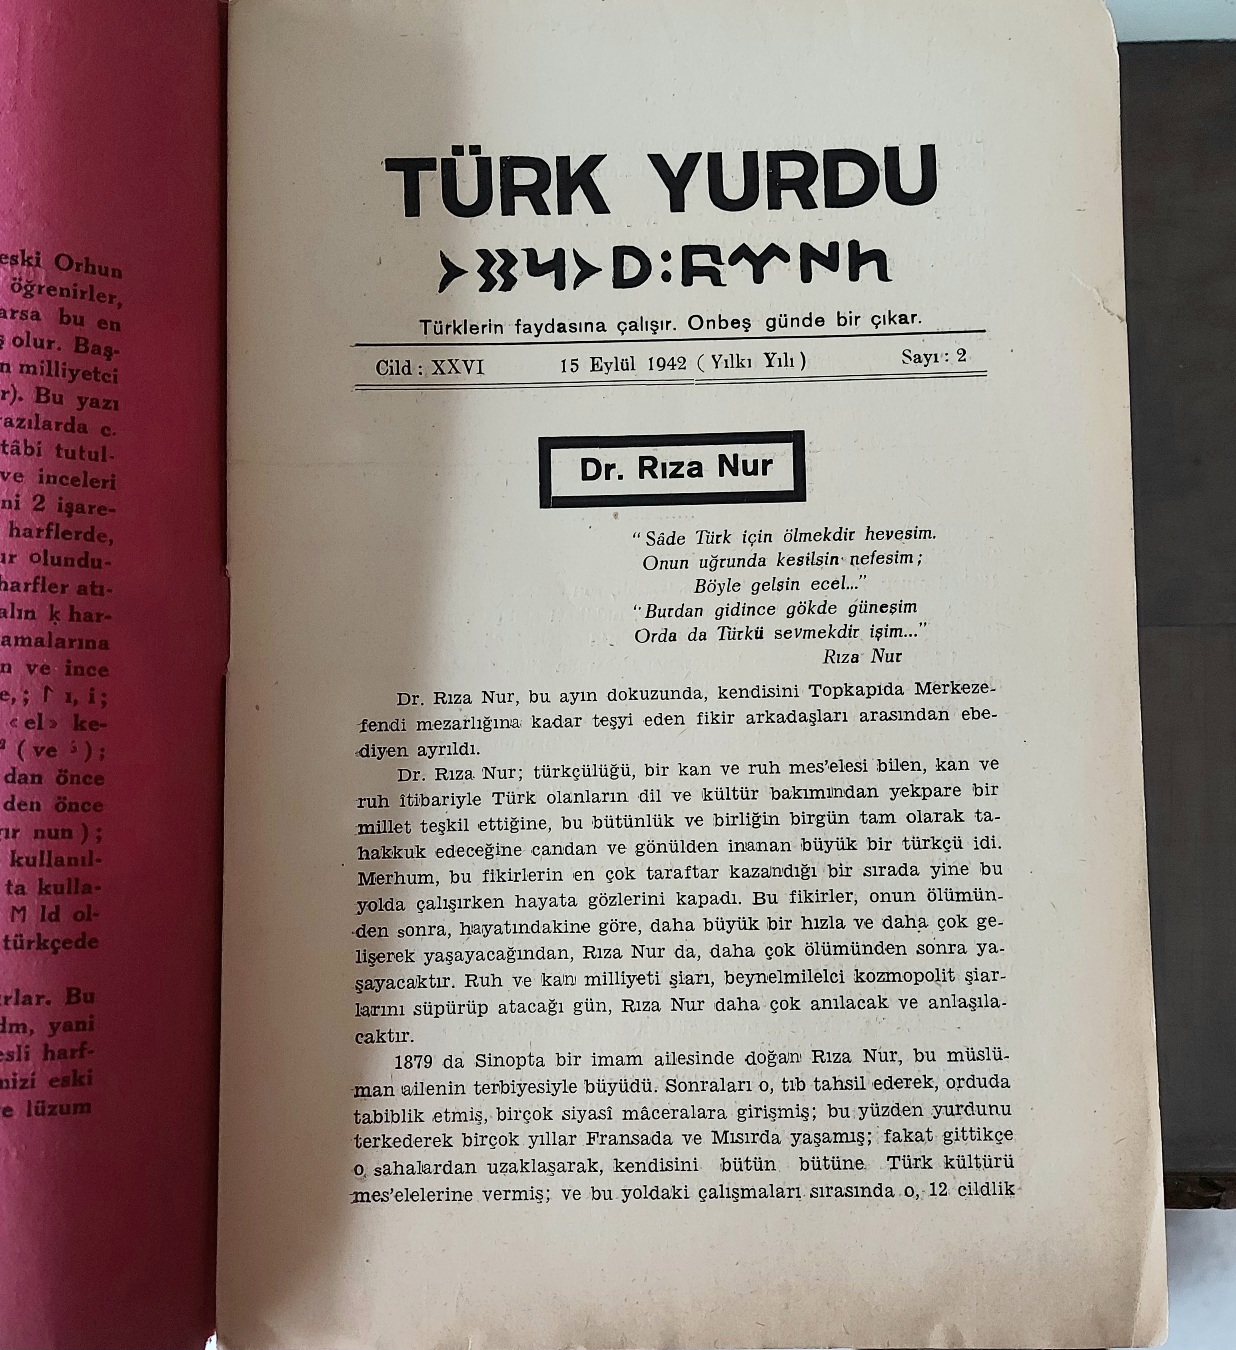 eski Orhun
öğrenirler,
bu en
olur. Baş-
milliyetci
Bu yazı
c.
tâbi tutul-
ve inceleri
2 işare-
harflerde,
olundu-
harfler atı-
ḳ har-
ve ince
ı, i;
«el» ke-
(ve
dan önce
den önce
nun);
kullanıl-
ta kulla-
M ld ol-
türkçede
Bu
yani
harf-
eski
lüzum
TÜRK YURDU
Türklerin faydasına çalışır. Onbeş günde bir çıkar.
Cild : XXVI 15 Eylül 1942 ( Yılkı Yılı ) Sayı : 2
Dr. Rıza Nur
“Sâde Türk için ölmekdir hevesim.
Onun uğrunda kesilsin nefesim;
Böyle gelsin ecel...”
“Burdan gidince gökde güneşim
Orda da Türkü sevmekdir işim...”
Rıza Nur
Dr. Rıza Nur, bu ayın dokuzunda, kendisini Topkapıda Merkeze-
fendi mezarlığına kadar teşyi eden fikir arkadaşları arasından ebe-
diyen ayrıldı.
Dr. Rıza Nur; türkçülüğü, bir kan ve ruh mes'elesi bilen, kan ve
ruh îtibariyle Türk olanların dil ve kültür bakımından yekpare bir
millet teşkil ettiğine, bu bütünlük ve birliğin birgün tam olarak ta-
hakkuk edeceğine candan ve gönülden inanan büyük bir türkçü idi.
Merhum, bu fikirlerin en çok taraftar kazandığı bir sırada yine bu
yolda çalışırken hayata gözlerini kapadı. Bu fikirler, onun ölümün-
den sonra, hayatındakine göre, daha büyük bir hızla ve daha çok ge-
lişerek yaşayacağından, Rıza Nur da, daha çok ölümünden sonra ya-
şayacaktır. Ruh ve kan milliyeti şiarı, beynelmilelci kozmopolit şiar-
larını süpürüp atacağı gün, Rıza Nur daha çok anılacak ve anlaşıla-
caktır.
1879 da Sinopta bir imam ailesinde doğan Rıza Nur, bu müslü-
man ailenin terbiyesiyle büyüdü. Sonraları o, tıb tahsil ederek, orduda
tabiblik etmiş, birçok siyasî mâceralara girişmiş; bu yüzden yurdunu
terkederek birçok yıllar Fransada ve Mısırda yaşamış; fakat gittikçe
o sahalardan uzaklaşarak, kendisini bütün bütüne Türk kültürü
mes'elelerine vermiş; ve bu yoldaki çalışmaları sırasında o, 12 cildlik